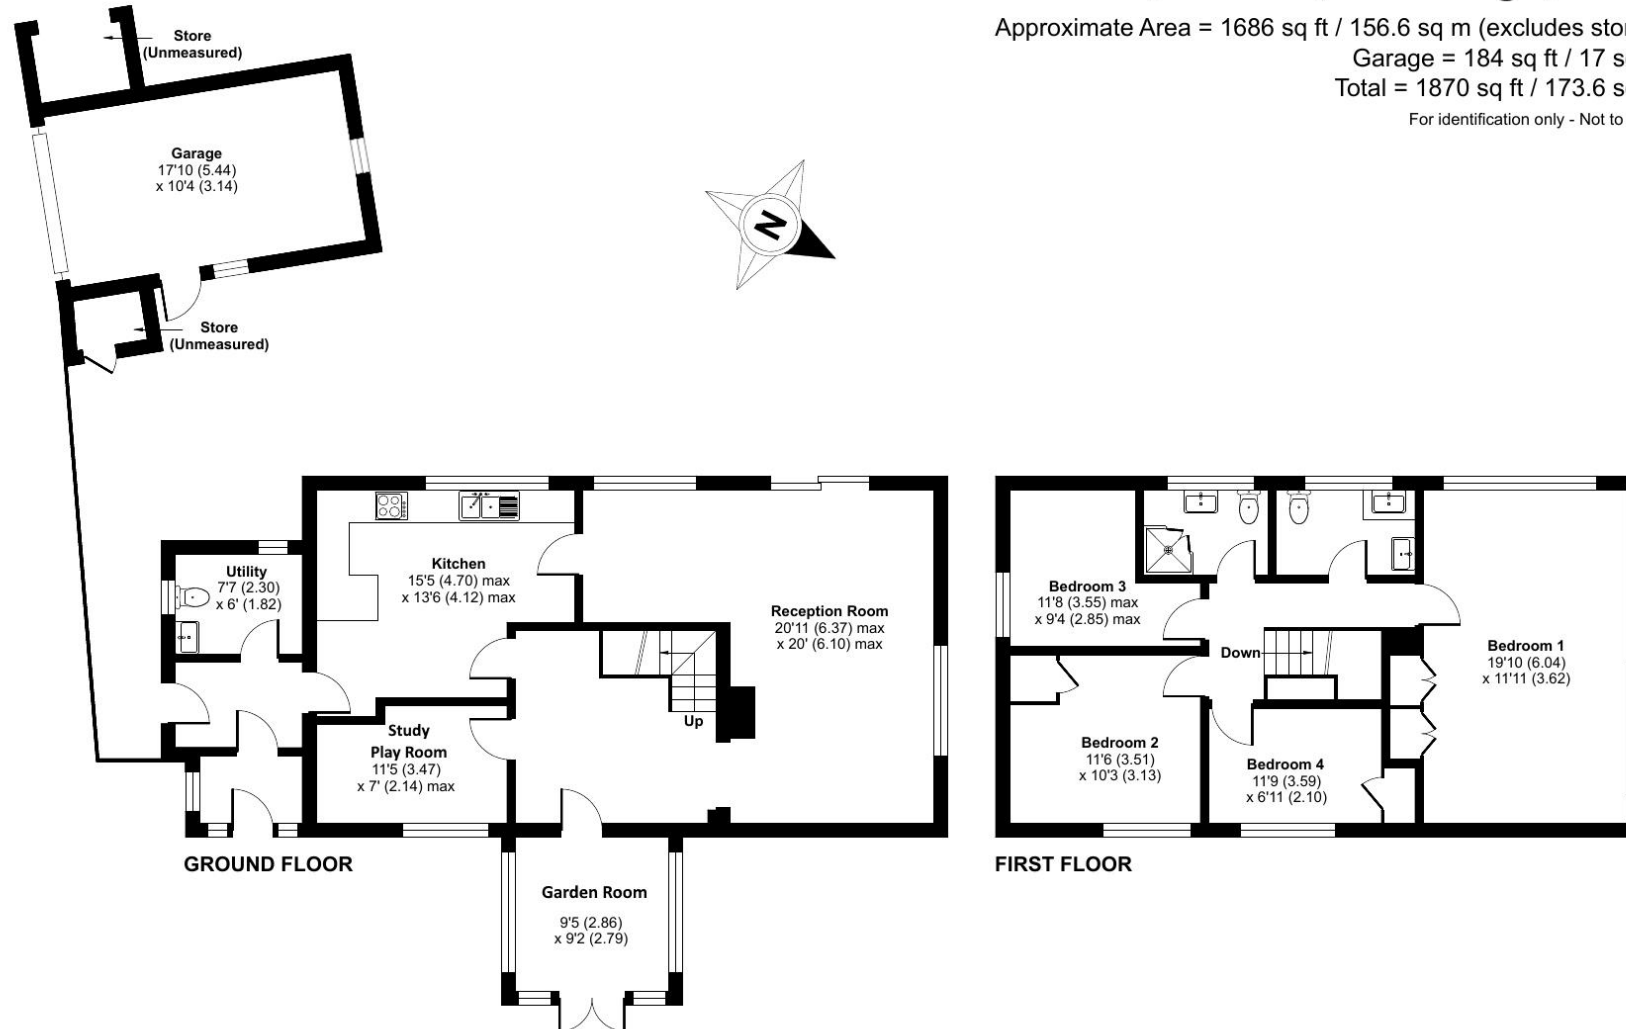 Approximate Area = 1686 sq ft / 156.6 sq m (excludes
Garage = 184 sq ft / 17
Total = 1870 sq ft / 173.6
For identification only - Not to
Store
(Unmeasured)
Garage
17'10 (5.44)
x 10'4 (3.14)
N
Store
(Unmeasured)
Utility
7'7 (2.30)
x 6' (1.82)
Kitchen
15'5 (4.70) max
x 13'6 (4.12) max
Reception Room
20'11 (6.37) max
x 20' (6.10) max
Up
Study
Play Room
11'5 (3.47)
x 7' (2.14) max
Garden Room
9'5 (2.86)
x 9'2 (2.79)
GROUND FLOOR
Bedroom 3
11'8 (3.55) max
x 9'4 (2.85) max
Down
Bedroom 1
19'10 (6.04)
x 11'11 (3.62)
Bedroom 2
11'6 (3.51)
x 10'3 (3.13)
Bedroom 4
11'9 (3.59)
x 6'11 (2.10)
FIRST FLOOR